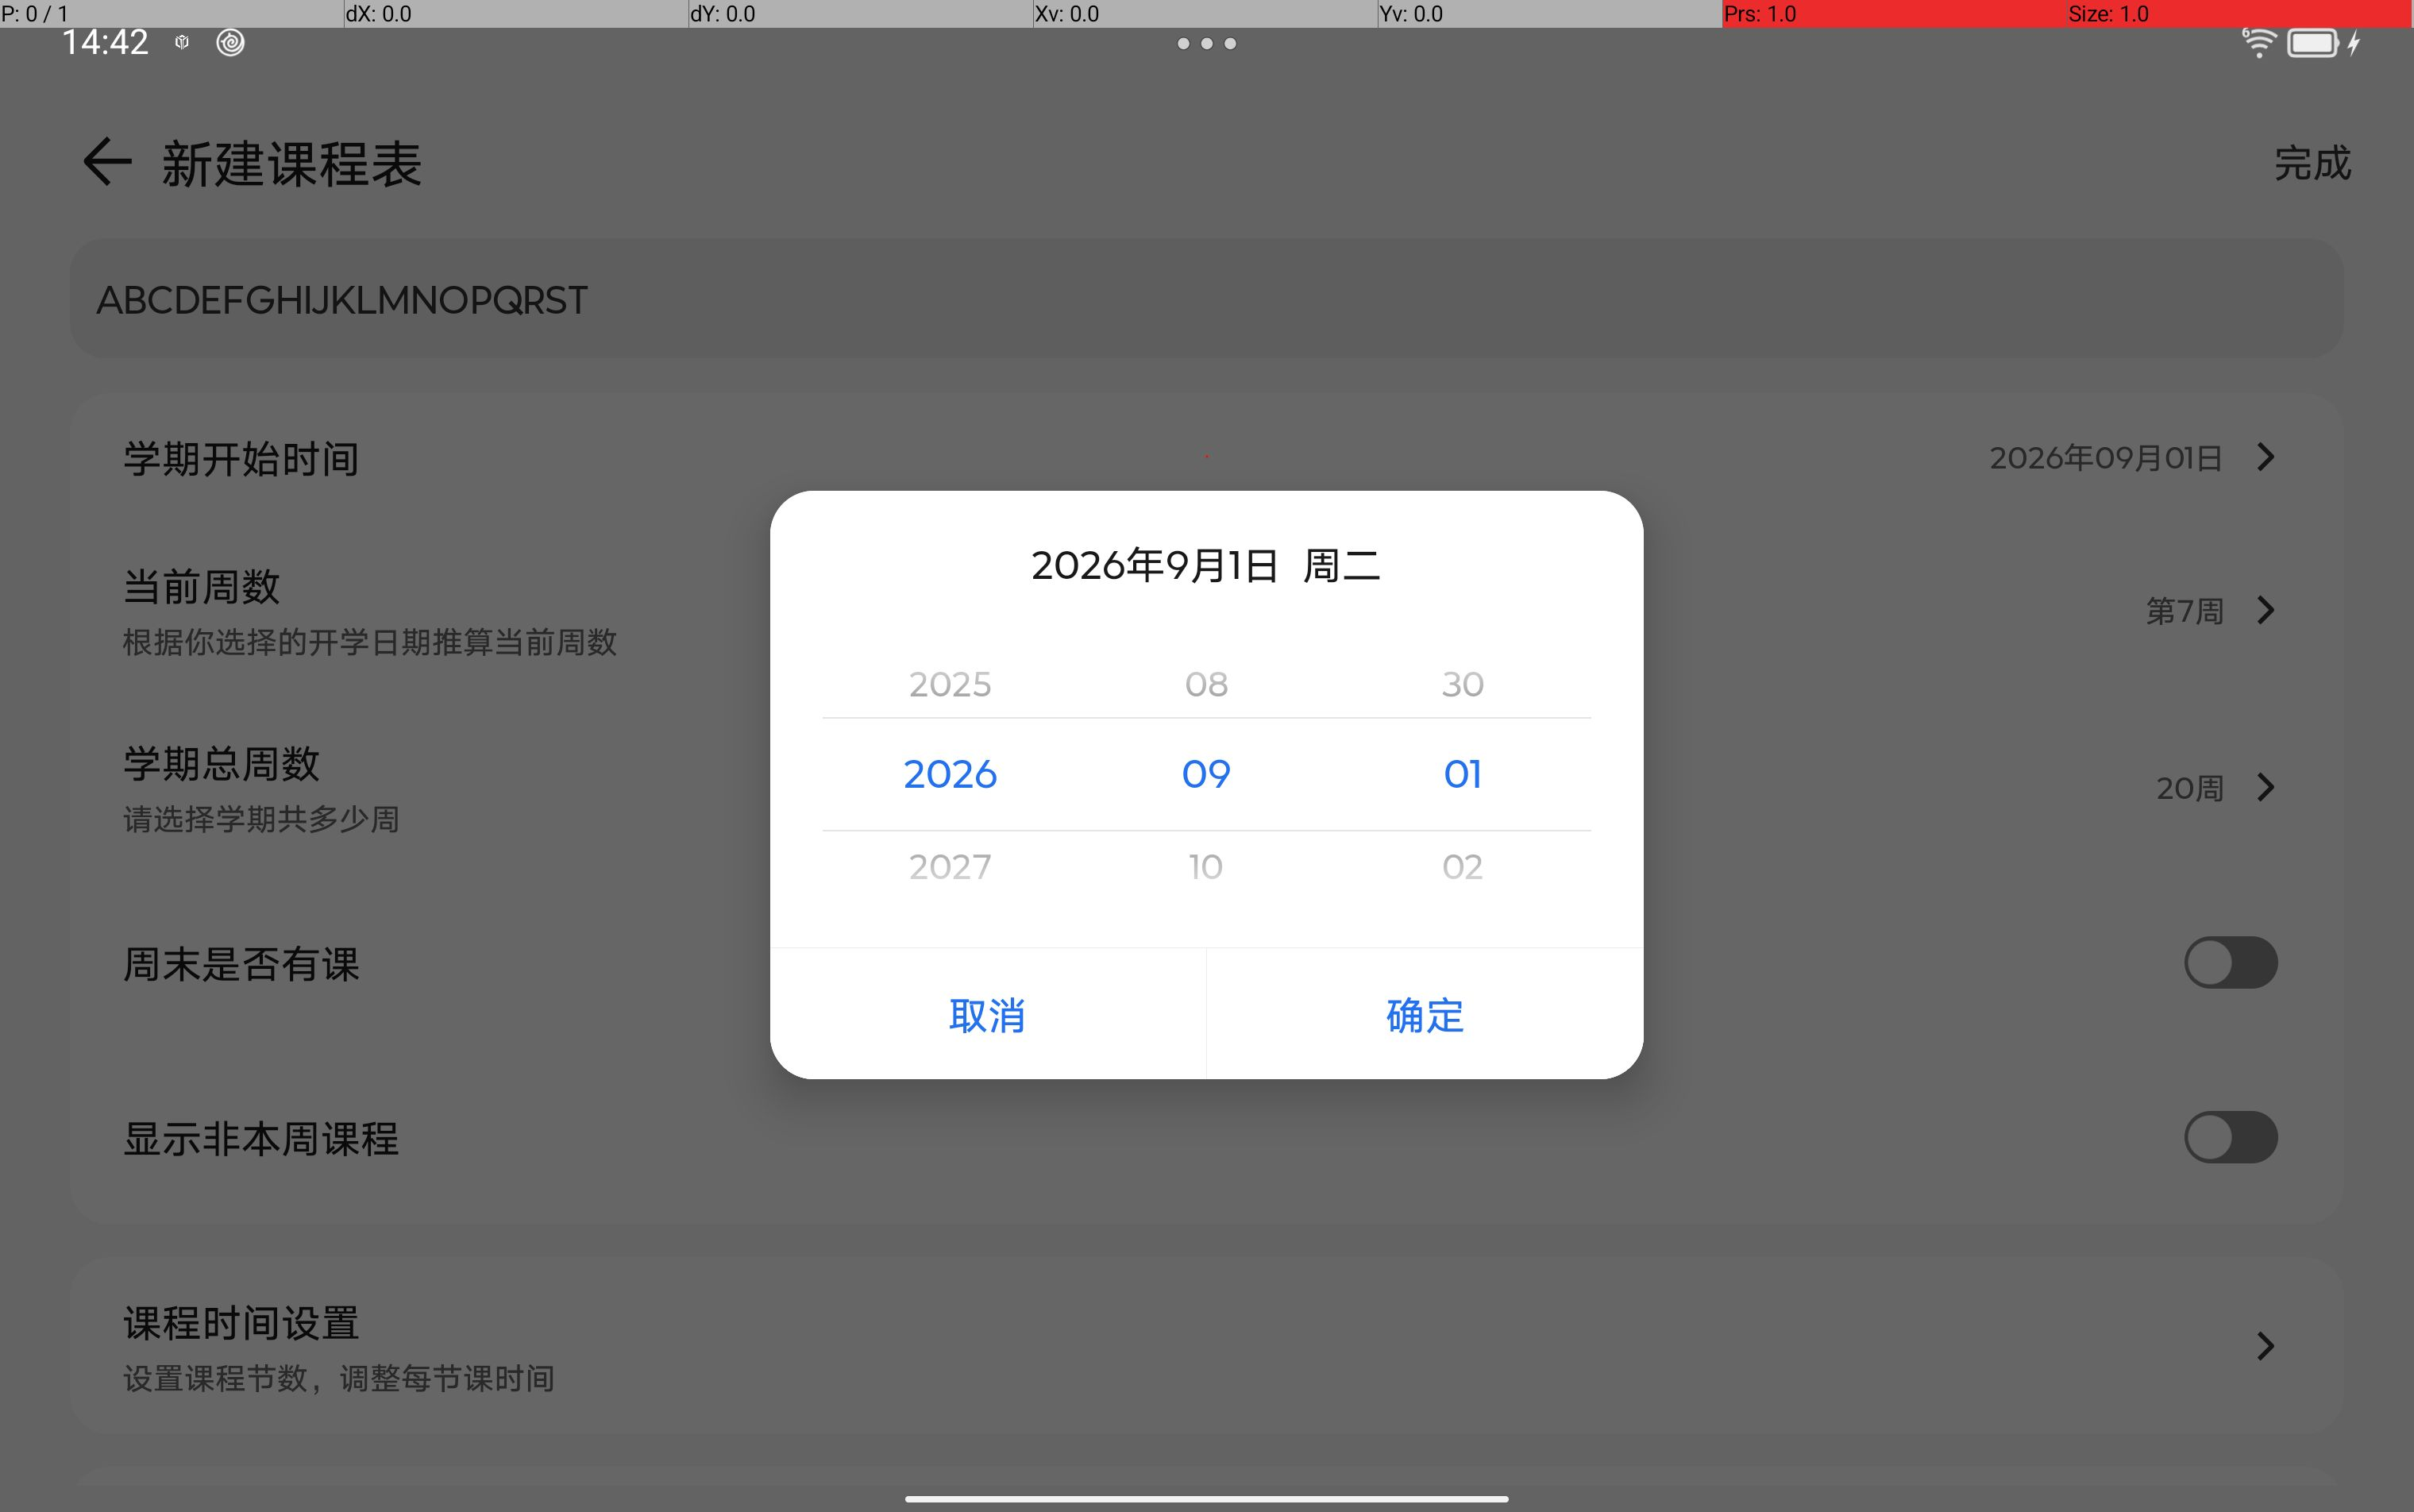 P: 0 / 1 dX: 0.0 dY: 0.0 Xv: 0.0 Yv: 0.0 Prs: 1.0 Size: 1.0
14:42 6
新建课程表 完成
ABCDEFGHIJKLMNOPQRST
学期开始时间 2026年09月01日
当前周数
根据你选择的开学日期推算当前周数
第7周
学期总周数
请选择学期共多少周
20周
周末是否有课
显示非本周课程
课程时间设置
设置课程节数，调整每节课时间
2026年9月1日 周二
2025 08 30
2026 09 01
2027 10 02
取消 确定